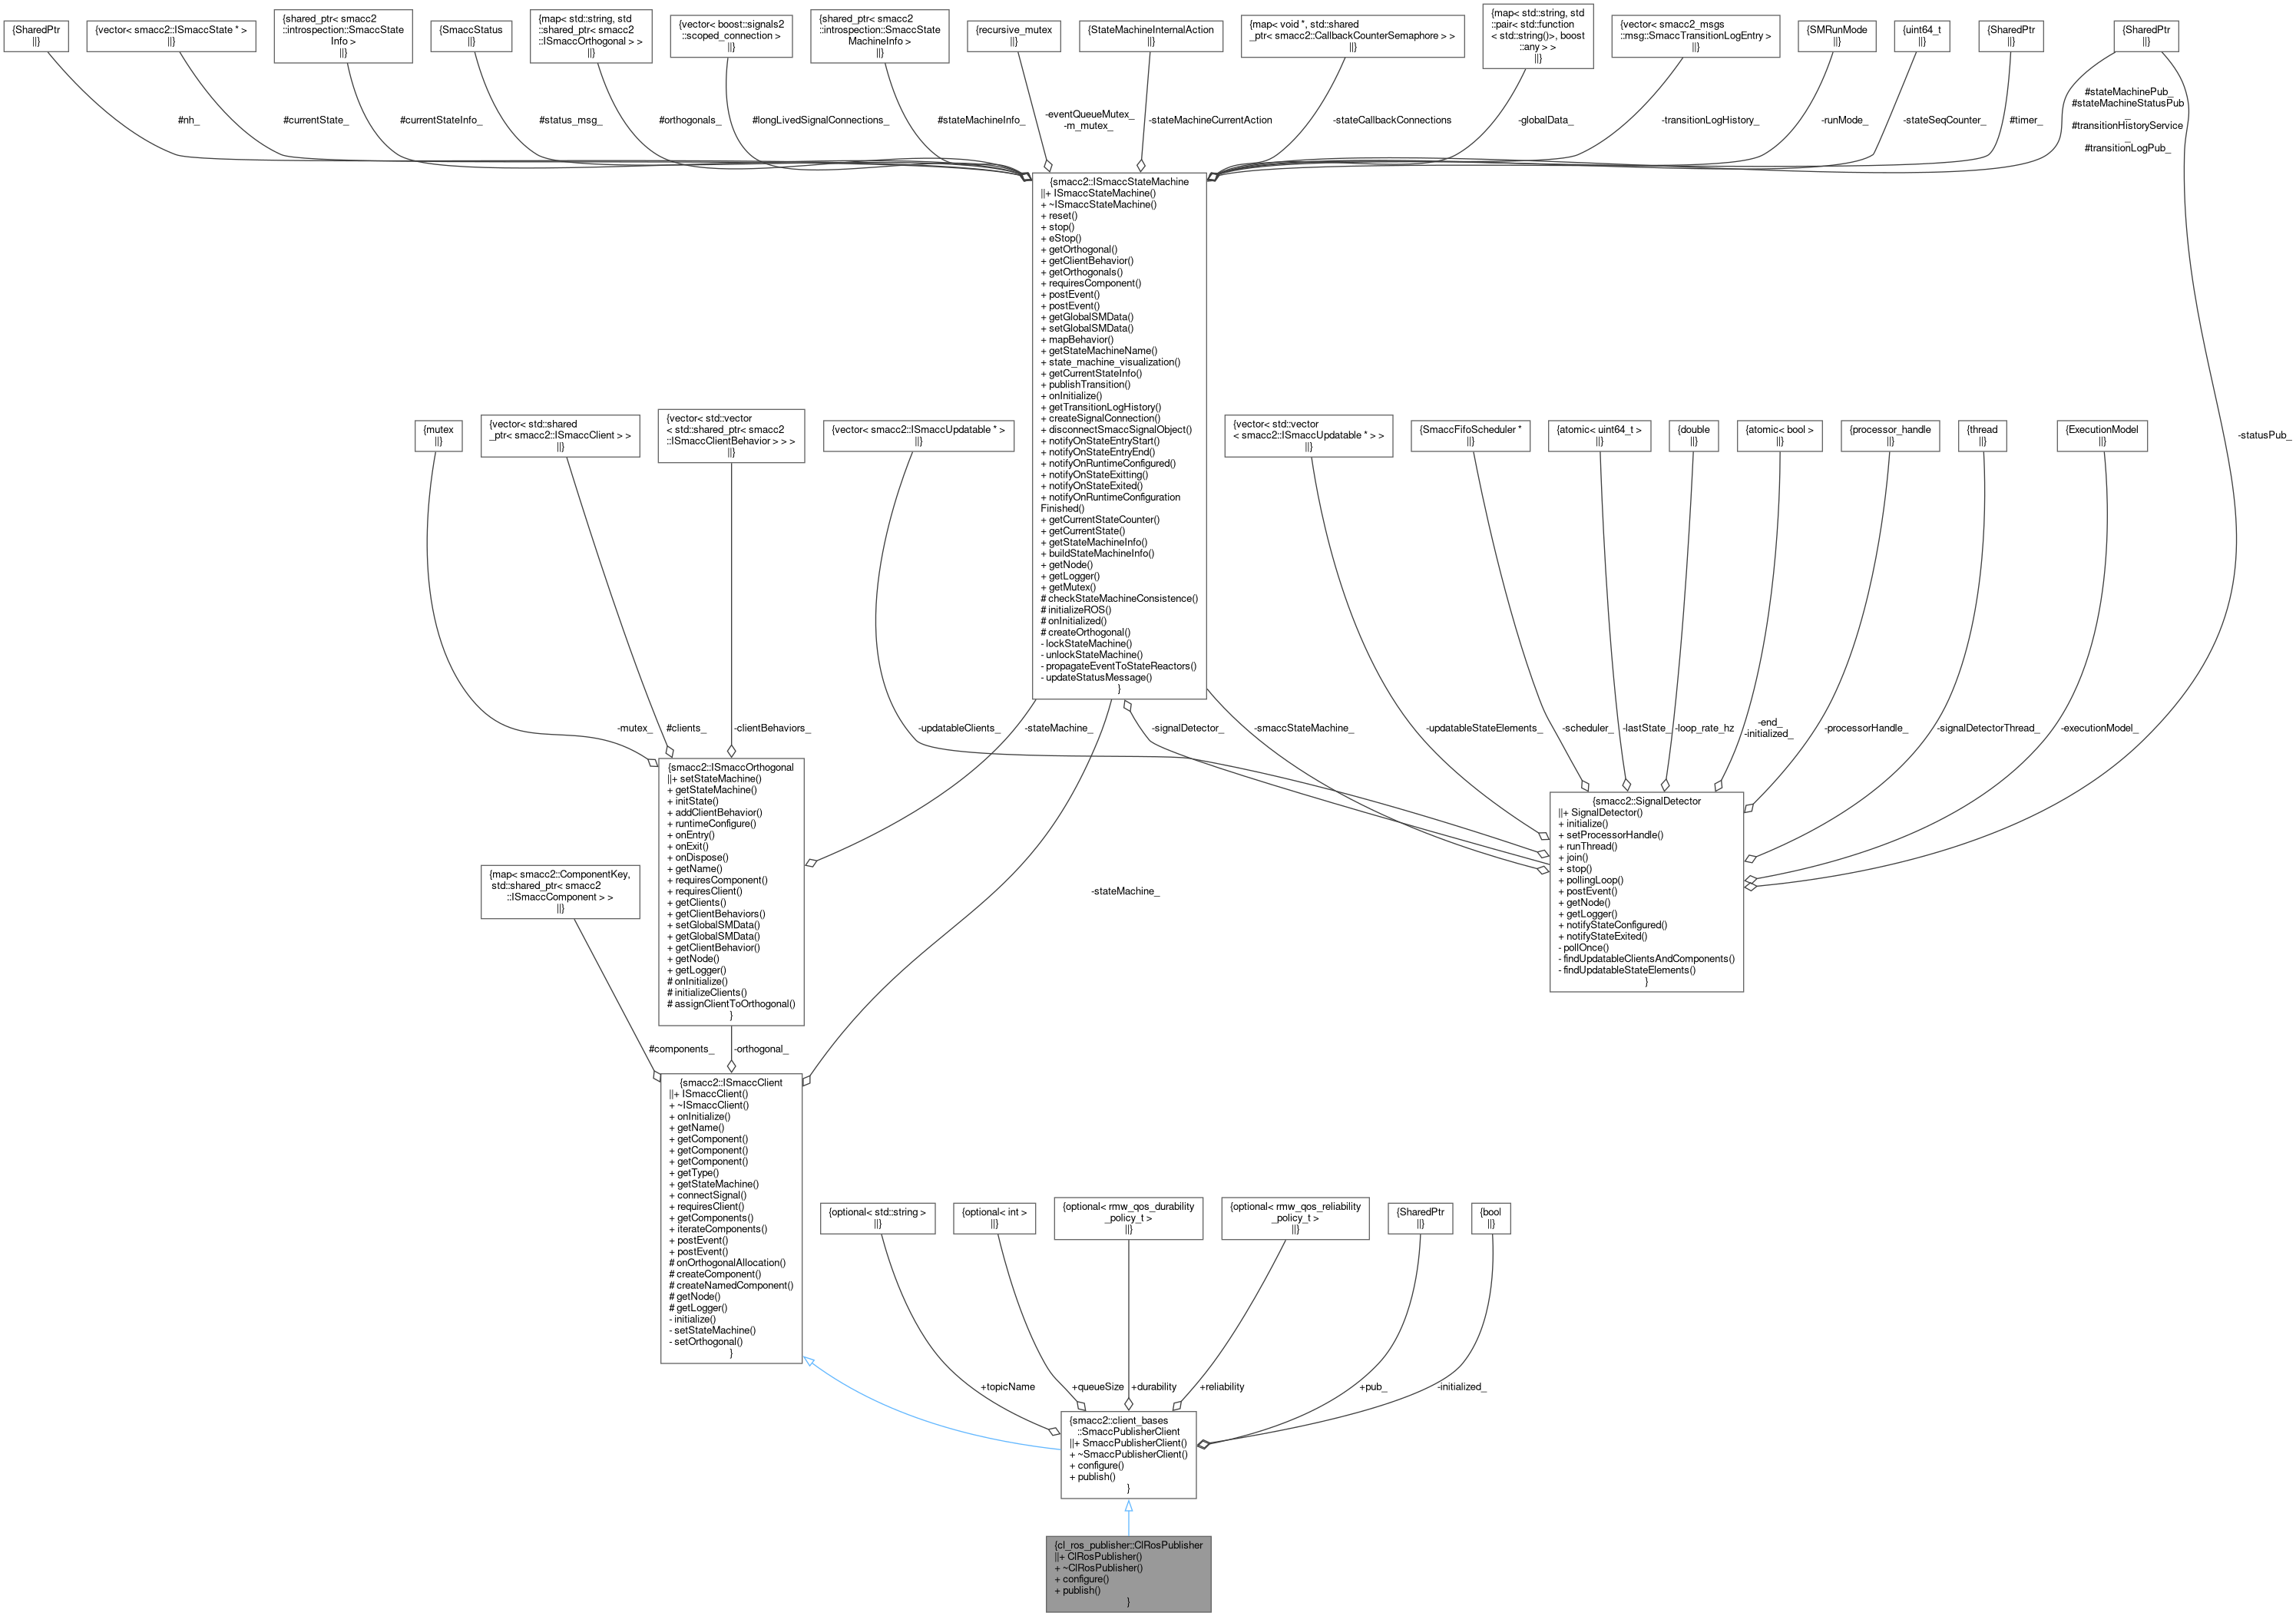 {SharedPtr
||}
{vector< smacc2::ISmaccState * >
||}
{shared_ptr< smacc2
::introspection::SmaccState
Info >
||}
{SmaccStatus
||}
{map< std::string, std
::shared_ptr< smacc2
::ISmaccOrthogonal > >
||}
{vector< boost::signals2
::scoped_connection >
||}
{shared_ptr< smacc2
::introspection::SmaccState
MachineInfo >
||}
{recursive_mutex
||}
{StateMachineInternalAction
||}
{map< void *, std::shared
_ptr< smacc2::CallbackCounterSemaphore > >
||}
{map< std::string, std
::pair< std::function
< std::string()>, boost
::any > >
||}
{vector< smacc2_msgs
::msg::SmaccTransitionLogEntry >
||}
{SMRunMode
||}
{uint64_t
||}
{SharedPtr
||}
{SharedPtr
||}
#nh_
#currentState_
#currentStateInfo_
#status_msg_
#orthogonals_
#longLivedSignalConnections_
#stateMachineInfo_
-eventQueueMutex_
-m_mutex_
-stateMachineCurrentAction
-stateCallbackConnections
-globalData_
-transitionLogHistory_
-runMode_
-stateSeqCounter_
#timer_
#stateMachinePub_
#stateMachineStatusPub
_
#transitionHistoryService
_
#transitionLogPub_
{smacc2::ISmaccStateMachine
||+ ISmaccStateMachine()
+ ~ISmaccStateMachine()
+ reset()
+ stop()
+ eStop()
+ getOrthogonal()
+ getClientBehavior()
+ getOrthogonals()
+ requiresComponent()
+ postEvent()
+ postEvent()
+ getGlobalSMData()
+ setGlobalSMData()
+ mapBehavior()
+ getStateMachineName()
+ state_machine_visualization()
+ getCurrentStateInfo()
+ publishTransition()
+ onInitialize()
+ getTransitionLogHistory()
+ createSignalConnection()
+ disconnectSmaccSignalObject()
+ notifyOnStateEntryStart()
+ notifyOnStateEntryEnd()
+ notifyOnRuntimeConfigured()
+ notifyOnStateExitting()
+ notifyOnStateExited()
+ notifyOnRuntimeConfiguration
Finished()
+ getCurrentStateCounter()
+ getCurrentState()
+ getStateMachineInfo()
+ buildStateMachineInfo()
+ getNode()
+ getLogger()
+ getMutex()
# checkStateMachineConsistence()
# initializeROS()
# onInitialized()
# createOrthogonal()
- lockStateMachine()
- unlockStateMachine()
- propagateEventToStateReactors()
- updateStatusMessage()
}
{mutex
||}
{vector< std::shared
_ptr< smacc2::ISmaccClient > >
||}
{vector< std::vector
< std::shared_ptr< smacc2
::ISmaccClientBehavior > > >
||}
{vector< smacc2::ISmaccUpdatable * >
||}
{vector< std::vector
< smacc2::ISmaccUpdatable * > >
||}
{SmaccFifoScheduler *
||}
{atomic< uint64_t >
||}
{double
||}
{atomic< bool >
||}
{processor_handle
||}
{thread
||}
{ExecutionModel
||}
-statusPub_
-mutex_
#clients_
-clientBehaviors_
-updatableClients_
-stateMachine_
-signalDetector_
-smaccStateMachine_
-updatableStateElements_
-scheduler_
-lastState_
-loop_rate_hz
-end_
-initialized_
-processorHandle_
-signalDetectorThread_
-executionModel_
{smacc2::ISmaccOrthogonal
||+ setStateMachine()
+ getStateMachine()
+ initState()
+ addClientBehavior()
+ runtimeConfigure()
+ onEntry()
+ onExit()
+ onDispose()
+ getName()
+ requiresComponent()
+ requiresClient()
+ getClients()
+ getClientBehaviors()
+ setGlobalSMData()
+ getGlobalSMData()
+ getClientBehavior()
+ getNode()
+ getLogger()
# onInitialize()
# initializeClients()
# assignClientToOrthogonal()
}
{smacc2::SignalDetector
||+ SignalDetector()
+ initialize()
+ setProcessorHandle()
+ runThread()
+ join()
+ stop()
+ pollingLoop()
+ postEvent()
+ getNode()
+ getLogger()
+ notifyStateConfigured()
+ notifyStateExited()
- pollOnce()
- findUpdatableClientsAndComponents()
- findUpdatableStateElements()
}
{map< smacc2::ComponentKey,
std::shared_ptr< smacc2
::ISmaccComponent > >
||}
-stateMachine_
#components_
-orthogonal_
{smacc2::ISmaccClient
||+ ISmaccClient()
+ ~ISmaccClient()
+ onInitialize()
+ getName()
+ getComponent()
+ getComponent()
+ getComponent()
+ getType()
+ getStateMachine()
+ connectSignal()
+ requiresClient()
+ getComponents()
+ iterateComponents()
+ postEvent()
+ postEvent()
# onOrthogonalAllocation()
# createComponent()
# createNamedComponent()
# getNode()
# getLogger()
- initialize()
- setStateMachine()
- setOrthogonal()
}
{optional< std::string >
||}
{optional< int >
||}
{optional< rmw_qos_durability
_policy_t >
||}
{optional< rmw_qos_reliability
_policy_t >
||}
{SharedPtr
||}
{bool
||}
+topicName
+queueSize
+durability
+reliability
+pub_
-initialized_
{smacc2::client_bases
::SmaccPublisherClient
||+ SmaccPublisherClient()
+ ~SmaccPublisherClient()
+ configure()
+ publish()
}
{cl_ros_publisher::ClRosPublisher
||+ ClRosPublisher()
+ ~ClRosPublisher()
+ configure()
+ publish()
}